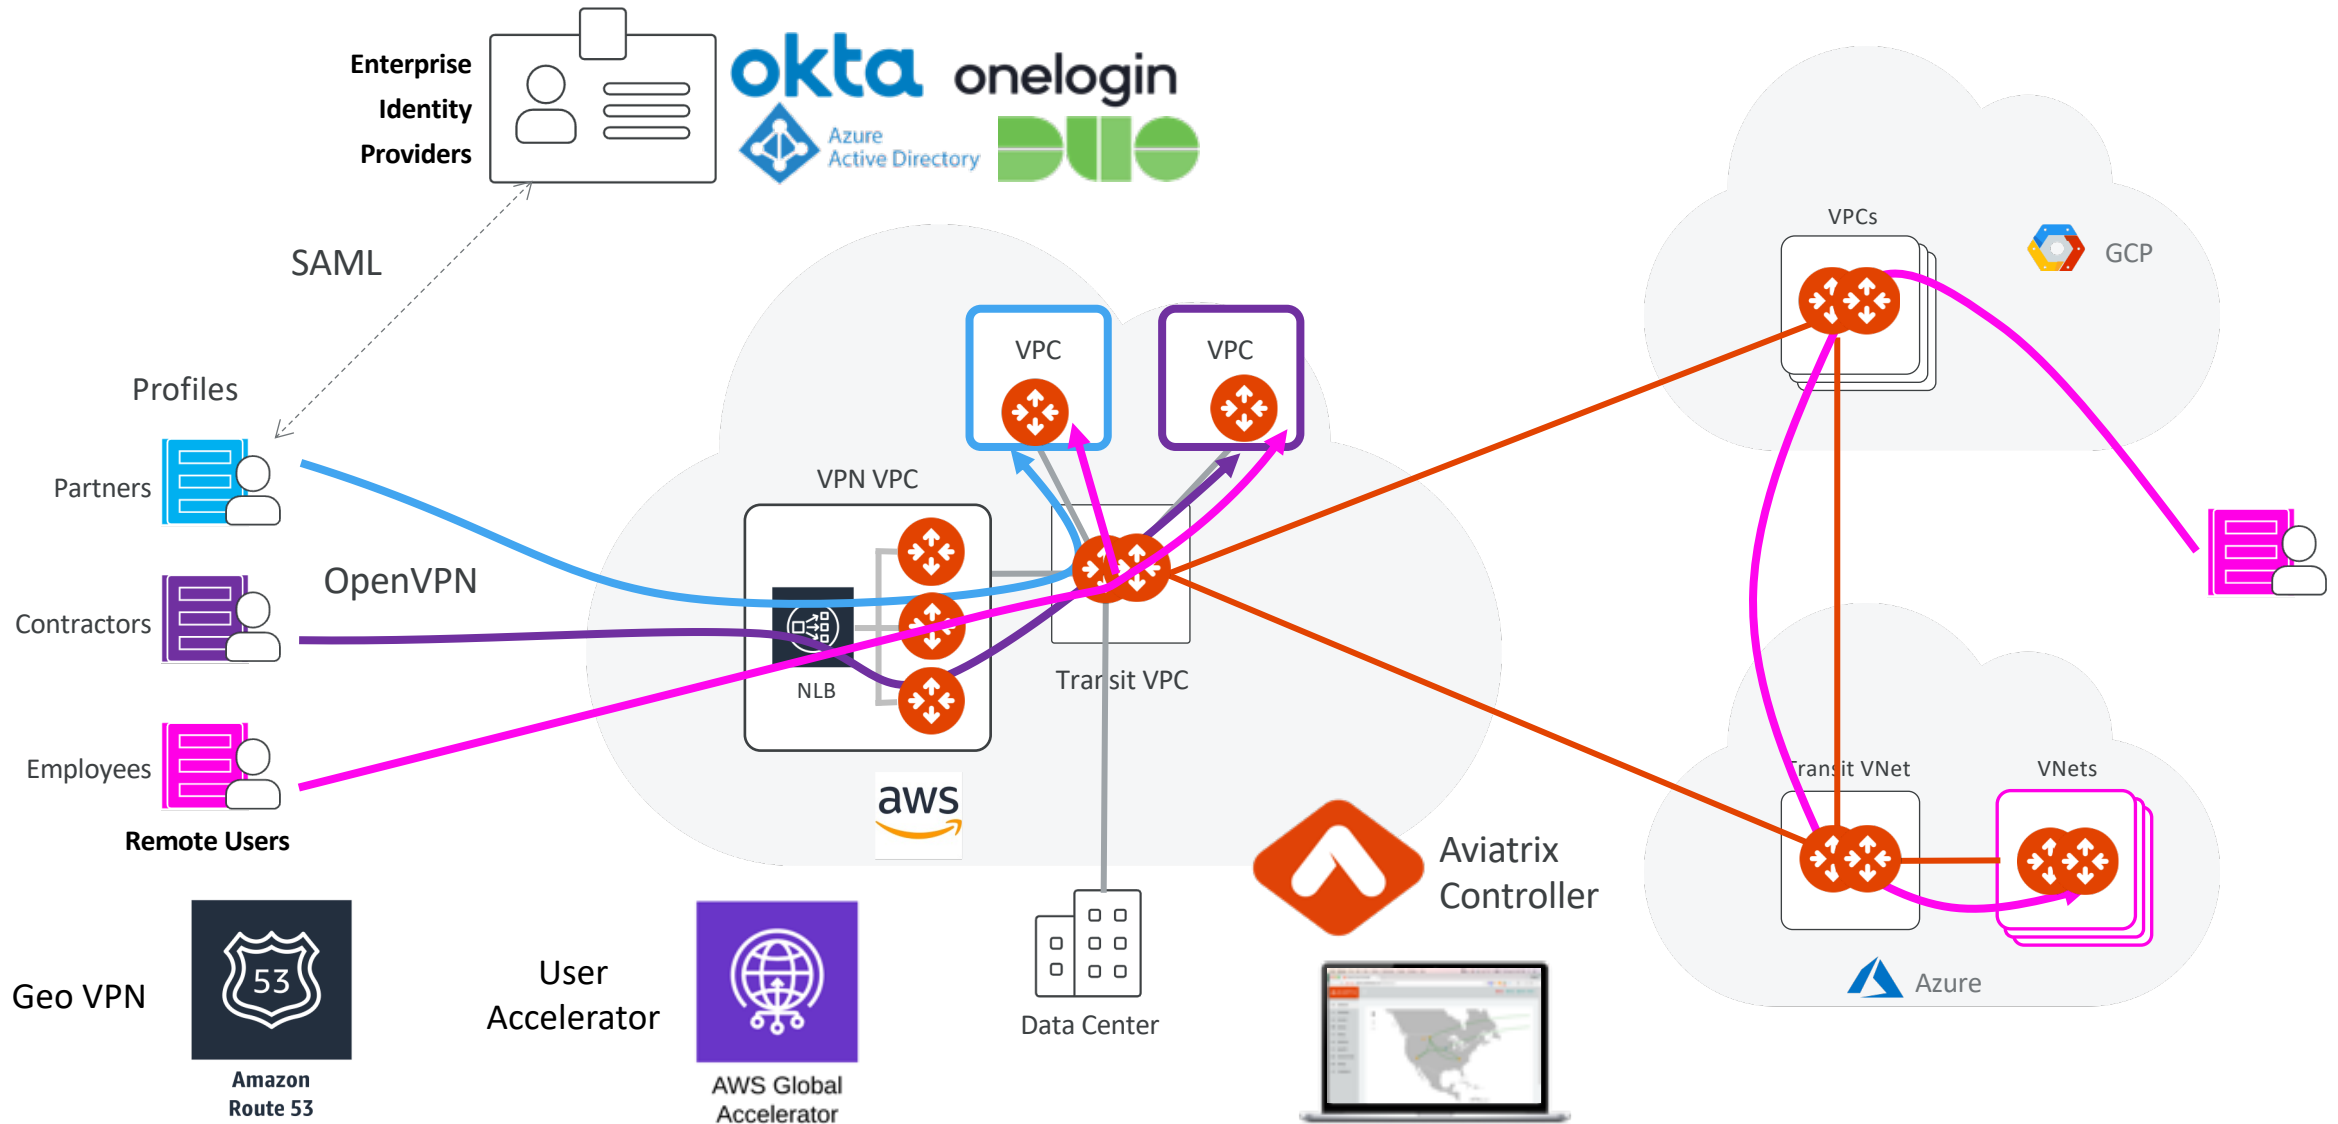 Enterprise
Identity
Providers
okta
onelogin
Azure
Active Directory
DUO
SAML
Profiles
Partners
Contractors
Employees
Remote Users
OpenVPN
VPN VPC
NLB
VPC
VPC
Transit VPC
aws
VPCs
GCP
Transit VNet
VNets
Azure
Aviatrix
Controller
Data Center
Geo VPN
53
Amazon
Route 53
User
Accelerator
AWS Global
Accelerator